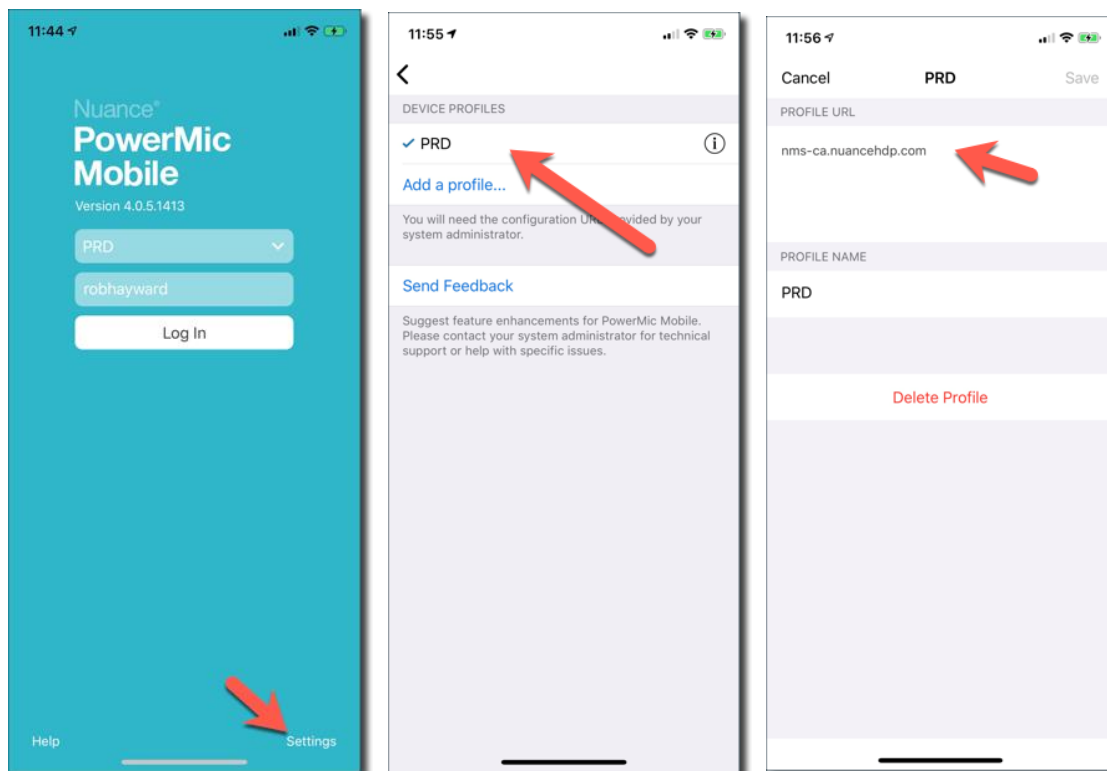 11:44
Nuance®
PowerMic
Mobile
Version 4.0.5.1413
PRD
robhayward
Log In
Help
Settings
11:55
DEVICE PROFILES
PRD
Add a profile...
You will need the configuration provided by your
system administrator.
Send Feedback
Suggest feature enhancements for PowerMic Mobile.
Please contact your system administrator for technical
support or help with specific issues.
11:56
Cancel
PRD
Save
PROFILE URL
nms-ca.nuancehdp.com
PROFILE NAME
PRD
Delete Profile